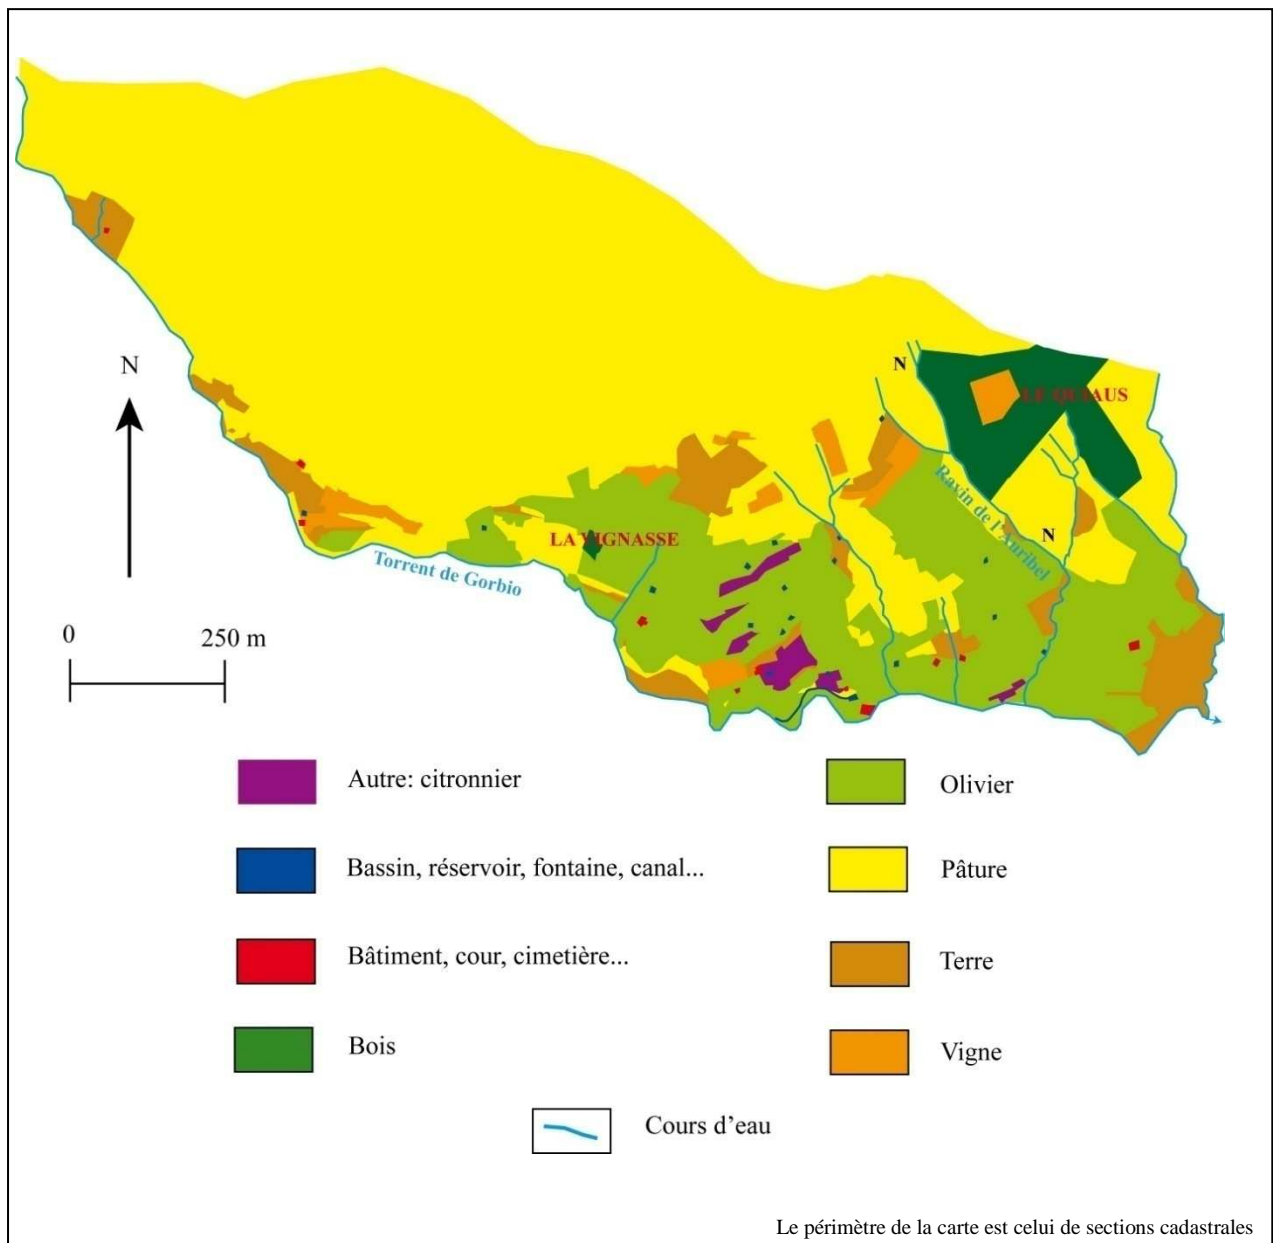 N
N
LE QUIAUS
Ravin de l'Auribel
N
LA VIGNASSE
Torrent de Gorbio
0 250 m
Autre: citronnier
Olivier
Bassin, réservoir, fontaine, canal...
Pâture
Bâtiment, cour, cimetière...
Terre
Bois
Vigne
Cours d'eau
Le périmètre de la carte est celui de sections cadastrales